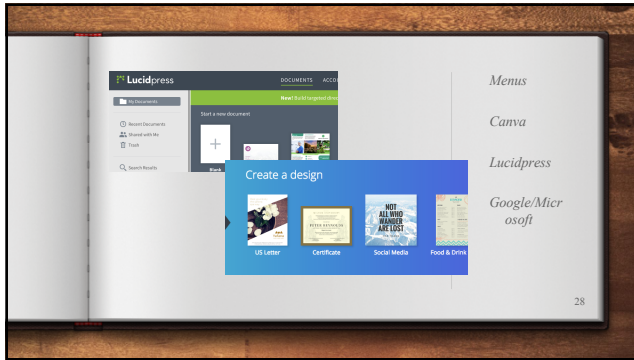 Lucidpress
DOCUMENTS ACCO
New! Build targeted
My Documents
Start a new document
Recent Documents
Shared with Me
Trash
Search Results
Blank
Create a design
NOT
ALL WHO
WANDER
ARE LOST
US Letter
Certificate
Social Media
Food & Drink
Menus
Canva
Lucidpress
Google/Micr
osoft
28